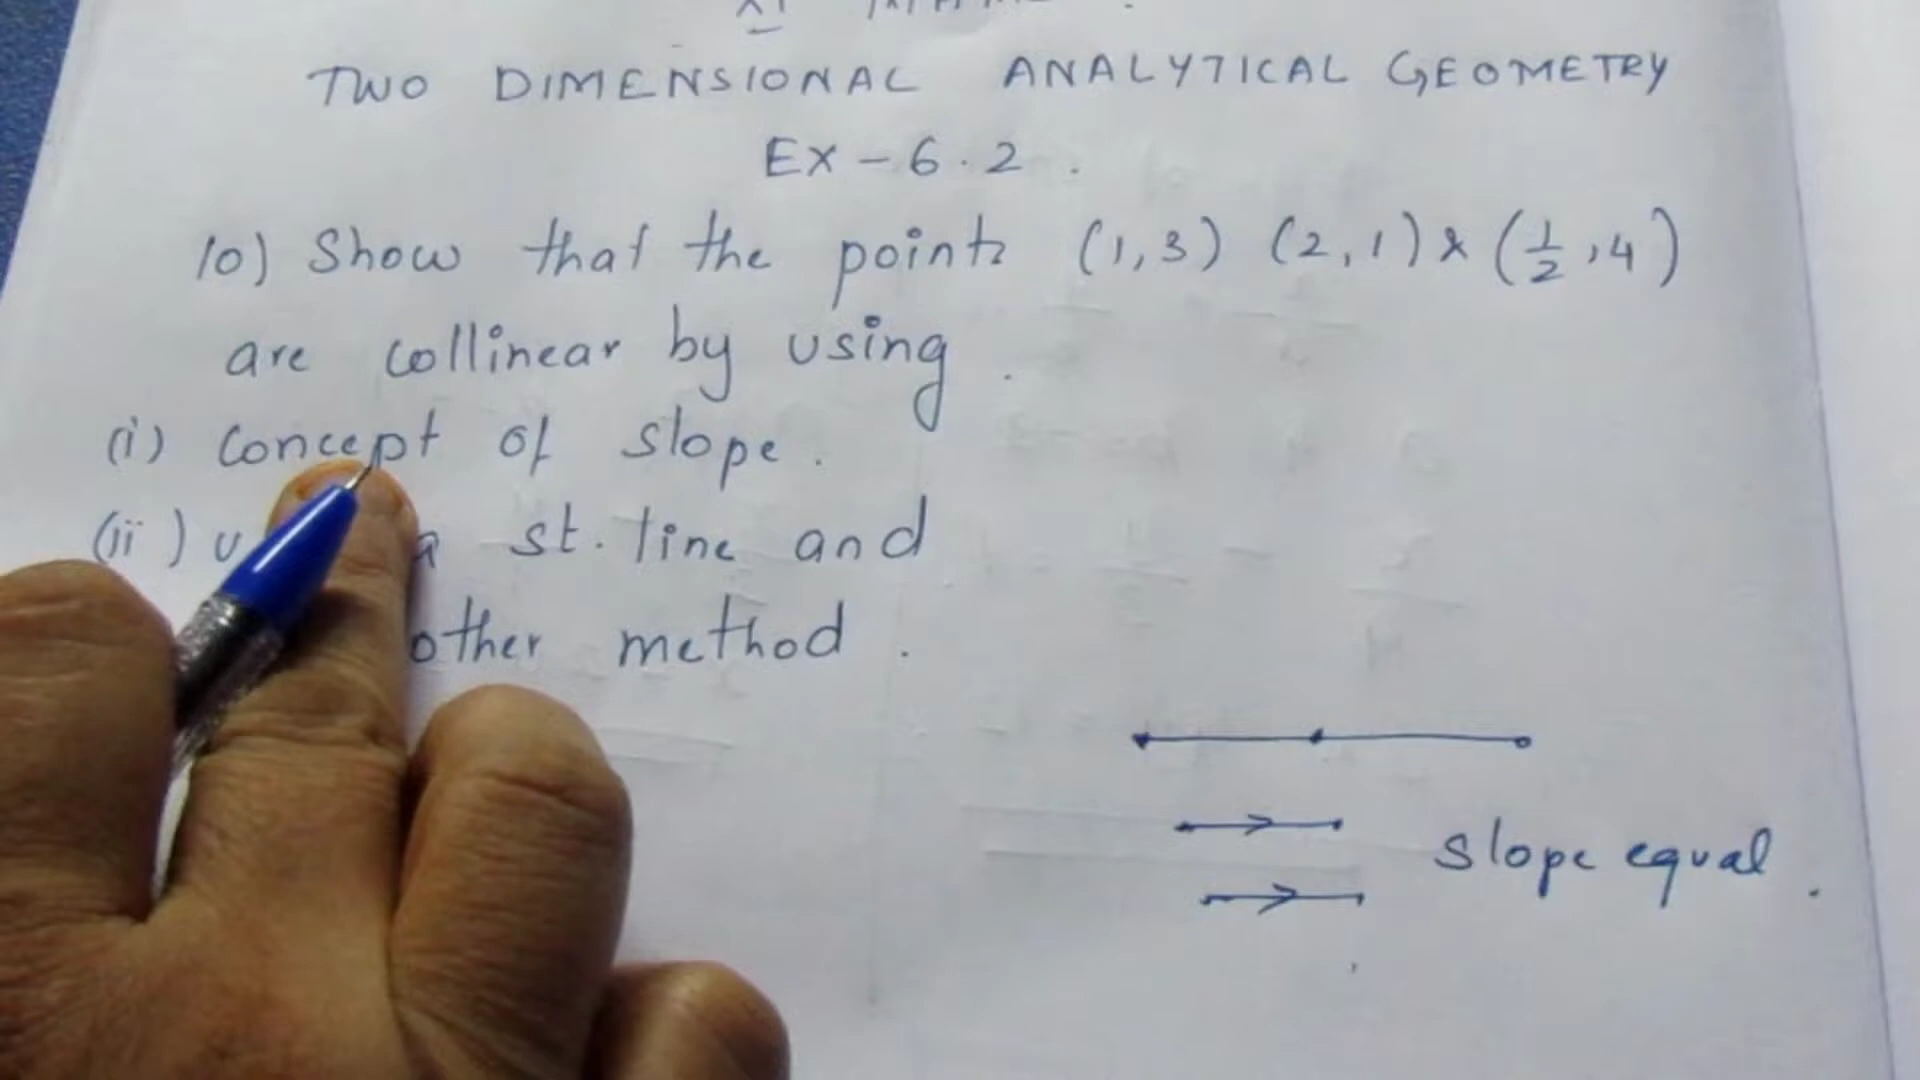 TWO DIMENSIONAL ANALYTICAL GEOMETRY
EX - 6.2.
10) Show that the points (1,3) (2,1) & (1/2,4)
are collinear by using.
(i) concept of slope.
(ii) a st. line and
other method.
slope equal.